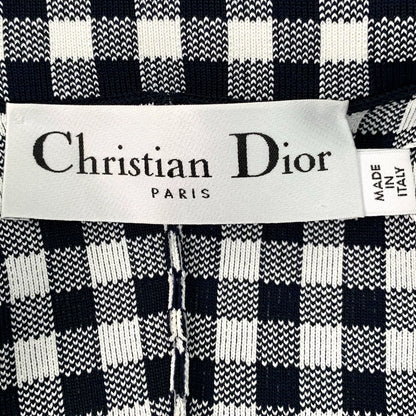 Christian Dior
PARIS
MADE
IN
ITALY